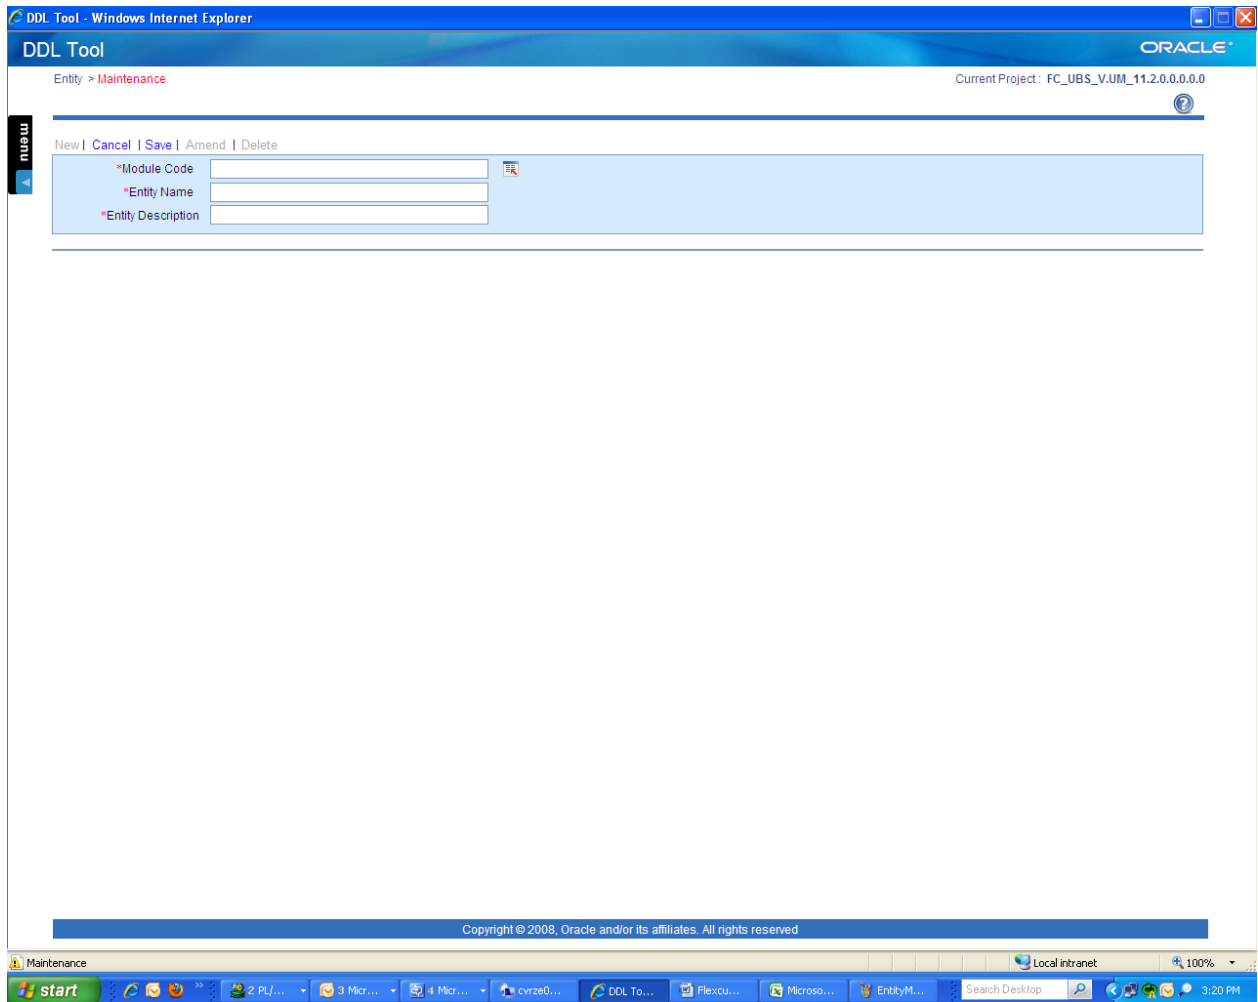 DDL Tool - Windows Internet Explorer
DDL Tool ORACLE
Entity > Maintenance Current Project : FC_UBS_V.UM_11.2.0.0.0.0.0
?
menu
New | Cancel | Save | Amend | Delete
*Module Code
*Entity Name
*Entity Description
Copyright © 2008, Oracle and/or its affiliates. All rights reserved
Maintenance Local intranet 100%
start » 2 PL/... 3 Micr... 4 Micr... cvrze0... DDL To... Flexcu... Microso... EntityM... Search Desktop 3:20 PM